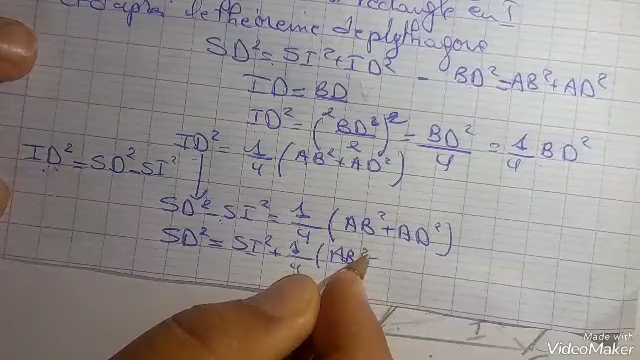 rectangle en I
D'après le théorème de pythagore
SD² = SI² + ID²
- BD² = AB² + AD²
ID = BD
ID² = (BD²/2)² = BD²/4 = 1/4 BD²
ID² = 1/4 (AB² + AD²)
ID² = SD² - SI²
SD² - SI² = 1/4 (AB² + AD²)
SD² = SI² + 1/4 (AB²
I
Made with
VideoMaker